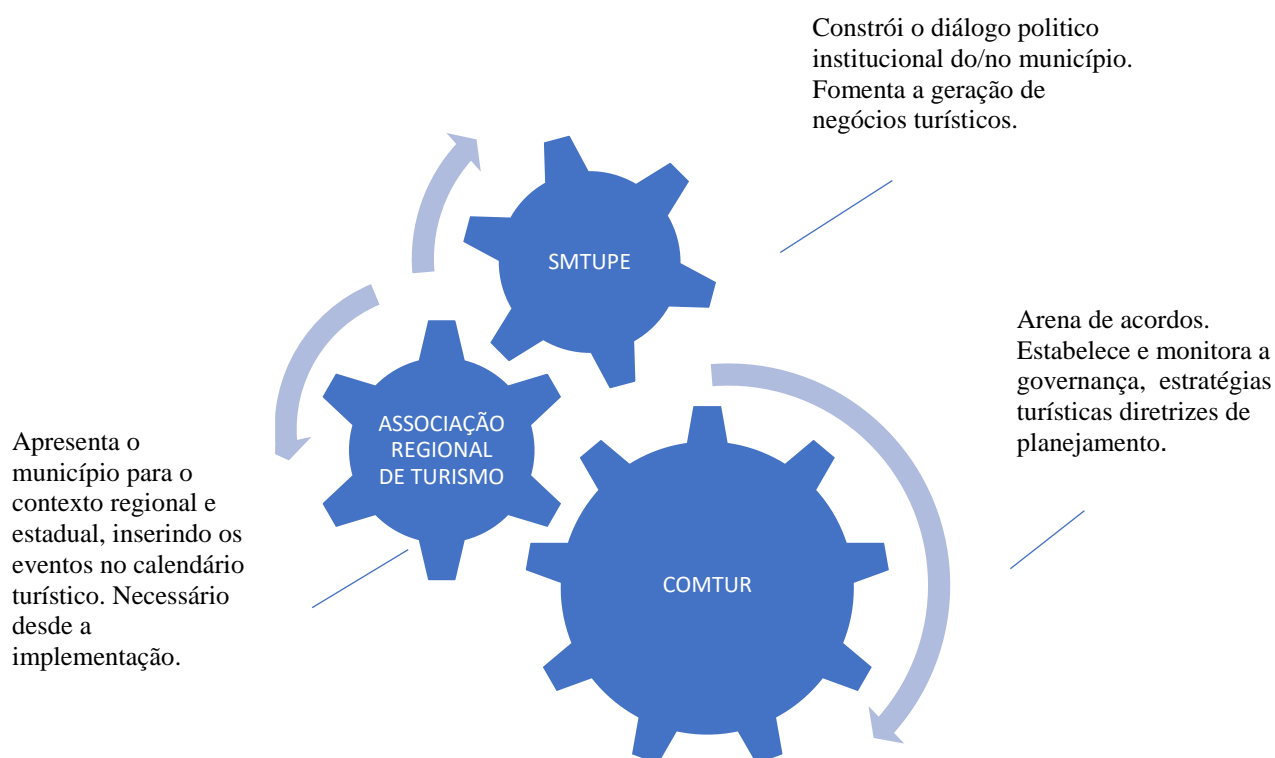 Constrói o diálogo politico
institucional do/no município.
Fomenta a geração de
negócios turísticos.
SMTUPE
Arena de acordos.
Estabelece e monitora a
governança, estratégias
turísticas diretrizes de
planejamento.
ASSOCIAÇÃO
REGIONAL
DE TURISMO
Apresenta o
município para o
contexto regional e
estadual, inserindo os
eventos no calendário
turístico. Necessário
desde a
implementação.
COMTUR